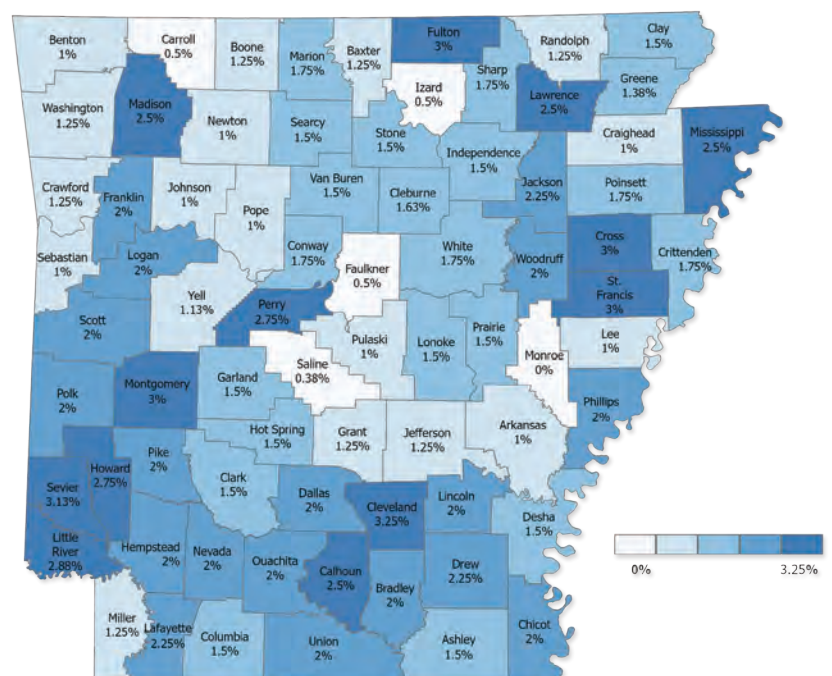 Benton
1%
Carroll
0.5%
Boone
1.25%
Marion
1.75%
Baxter
1.25%
Fulton
3%
Sharp
1.75%
Randolph
1.25%
Clay
1.5%
Greene
1.38%
Izard
0.5%
Lawrence
2.5%
Washington
1.25%
Madison
2.5%
Newton
1%
Searcy
1.5%
Stone
1.5%
Independence
1.5%
Craighead
1%
Mississippi
2.5%
Crawford
1.25%
Franklin
2%
Johnson
1%
Pope
1%
Van Buren
1.5%
Cleburne
1.63%
Jackson
2.25%
Poinsett
1.75%
Sebastian
1%
Logan
2%
Conway
1.75%
Faulkner
0.5%
White
1.75%
Woodruff
2%
Cross
3%
Crittenden
1.75%
St.
Francis
3%
Scott
2%
Yell
1.13%
Perry
2.75%
Pulaski
1%
Lonoke
1.5%
Prairie
1.5%
Monroe
0%
Lee
1%
Saline
0.38%
Polk
2%
Montgomery
3%
Garland
1.5%
Phillips
2%
Hot Spring
1.5%
Grant
1.25%
Jefferson
1.25%
Arkansas
1%
Sevier
3.13%
Howard
2.75%
Pike
2%
Clark
1.5%
Dallas
2%
Cleveland
3.25%
Lincoln
2%
Desha
1.5%
Little
River
2.88%
Hempstead
2%
Nevada
2%
Ouachita
2%
Calhoun
2.5%
Bradley
2%
Drew
2.25%
Miller
1.25%
Lafayette
2.25%
Columbia
1.5%
Union
2%
Ashley
1.5%
Chicot
2%
0%
3.25%